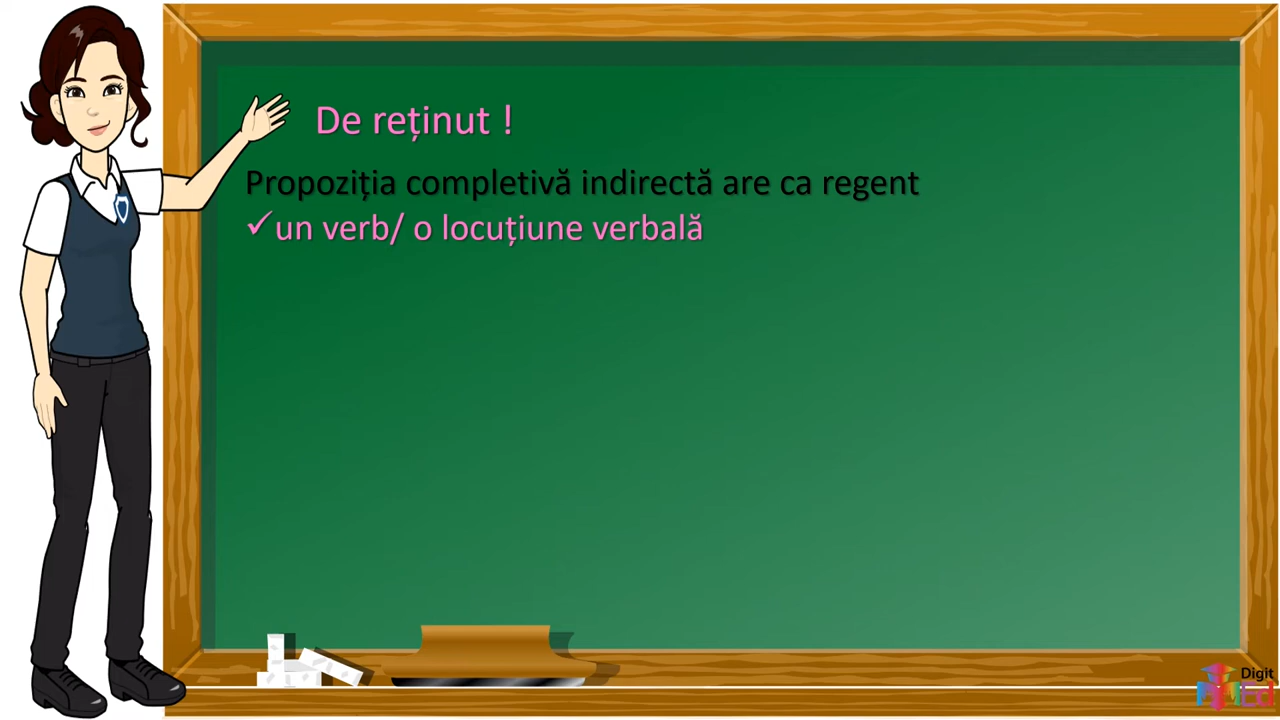 De reținut !
Propoziția completivă indirectă are ca regent
✓un verb/ o locuțiune verbală
Digit